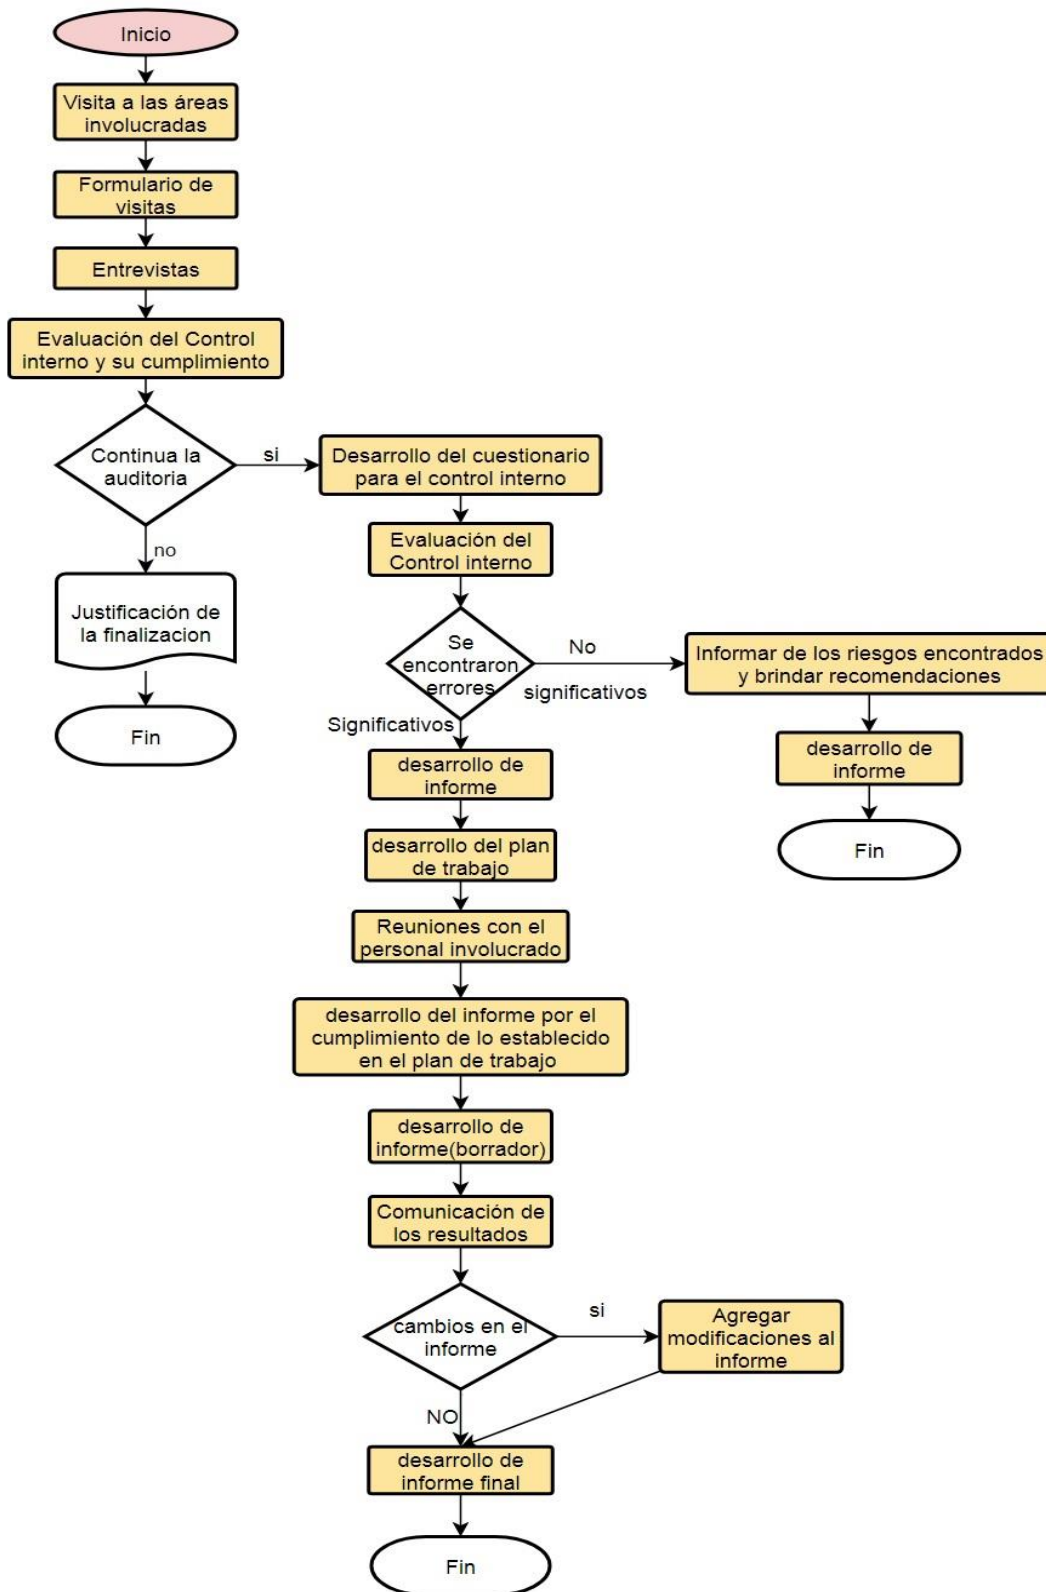 Inicio
Visita a las áreas
involucradas
Formulario de
visitas
Entrevistas
Evaluación del Control
interno y su cumplimiento
Continua la
auditoria
si
no
Justificación de
la finalizacion
Fin
Desarrollo del cuestionario
para el control interno
Evaluación del
Control interno
Se
encontraron
errores
No
significativos
Informar de los riesgos encontrados
y brindar recomendaciones
desarrollo de
informe
Fin
Significativos
desarrollo de
informe
desarrollo del plan
de trabajo
Reuniones con el
personal involucrado
desarrollo del informe por el
cumplimiento de lo establecido
en el plan de trabajo
desarrollo de
informe(borrador)
Comunicación de
los resultados
cambios en el
informe
si
Agregar
modificaciones al
informe
NO
desarrollo de
informe final
Fin